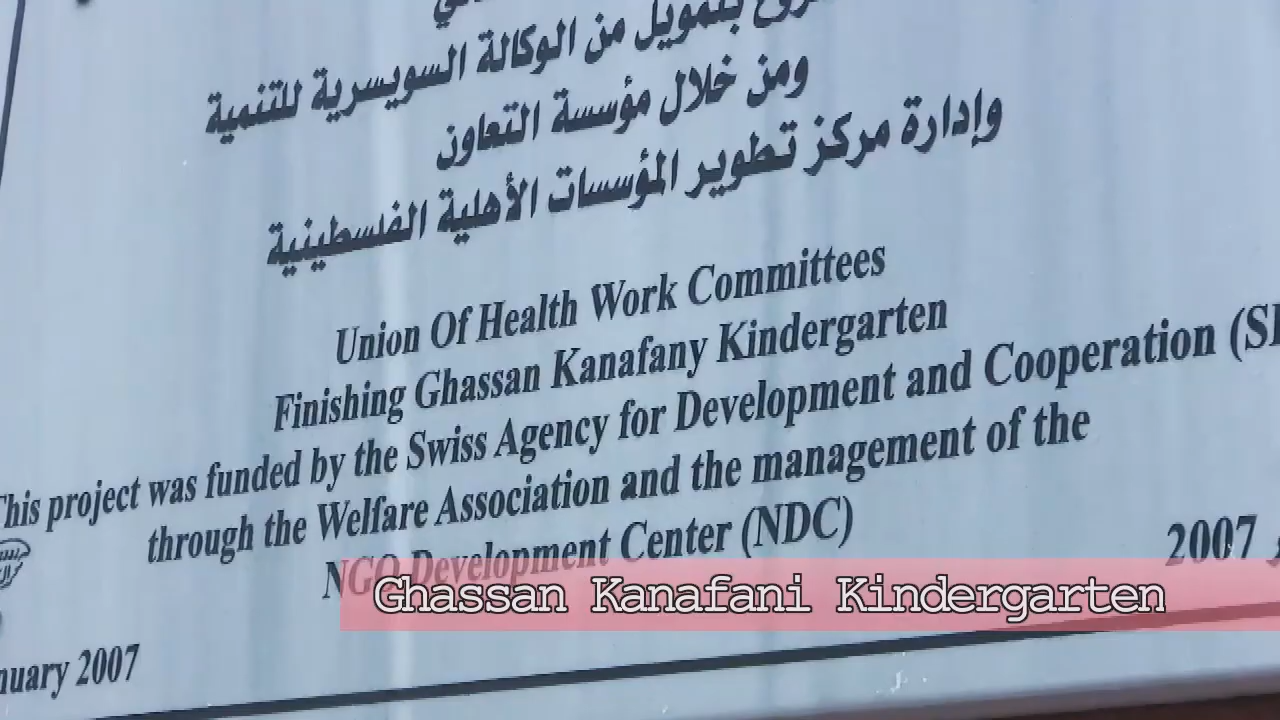 بتمويل من الوكالة السويسرية للتنمية
ومن خلال مؤسسة التعاون
وإدارة مركز تطوير المؤسسات الأهلية الفلسطينية
Union Of Health Work Committees
Finishing Ghassan Kanafany Kindergarten
This project was funded by the Swiss Agency for Development and Cooperation
through the Welfare Association and the management of the
NGO Development Center (NDC)
2007
2007
Ghassan Kanafani Kindergarten